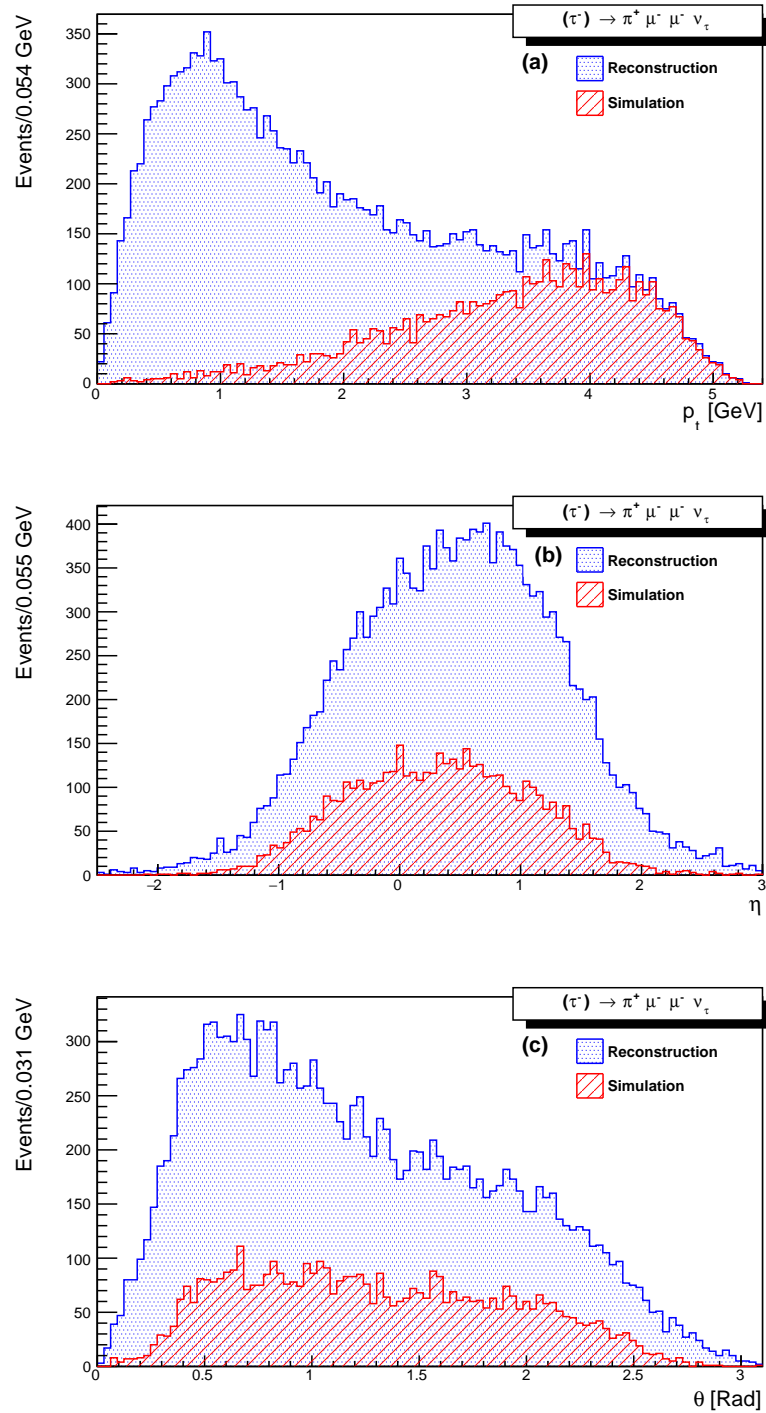 (τ⁻) → π⁺ μ⁻ μ⁻ ν_τ
(a)
Reconstruction
Simulation
Events/0.054 GeV
350
300
250
200
150
100
50
0
0 1 2 3 4 5
p_t [GeV]
(τ⁻) → π⁺ μ⁻ μ⁻ ν_τ
(b)
Reconstruction
Simulation
Events/0.055 GeV
400
350
300
250
200
150
100
50
0
−2 −1 0 1 2 3
η
(τ⁻) → π⁺ μ⁻ μ⁻ ν_τ
(c)
Reconstruction
Simulation
Events/0.031 GeV
300
250
200
150
100
50
0
0 0.5 1 1.5 2 2.5 3
θ [Rad]